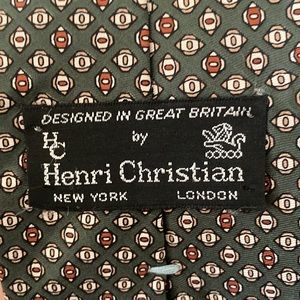 DESIGNED IN GREAT BRITAIN
by
HC
Henri Christian
NEW YORK LONDON